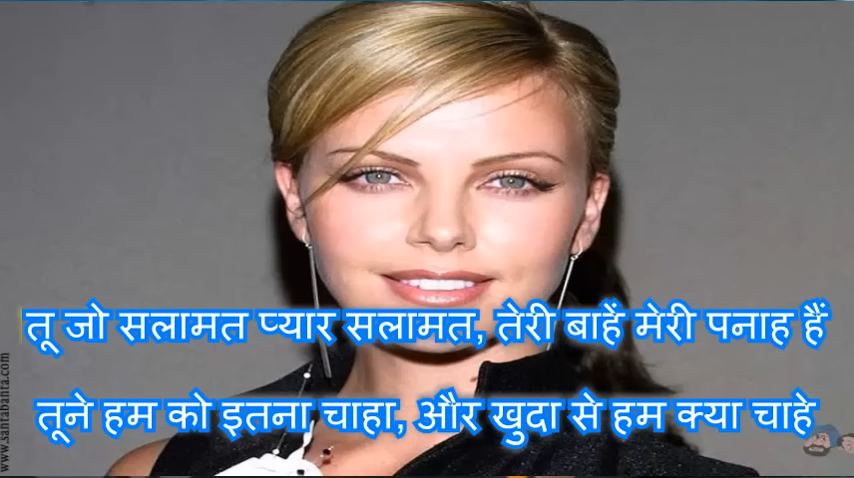 तू जो सलामत प्यार सलामत, तेरी बाहें मेरी पनाह हैं
तूने हम को इतना चाहा, और खुदा से हम क्या चाहे
www.santabanta.com